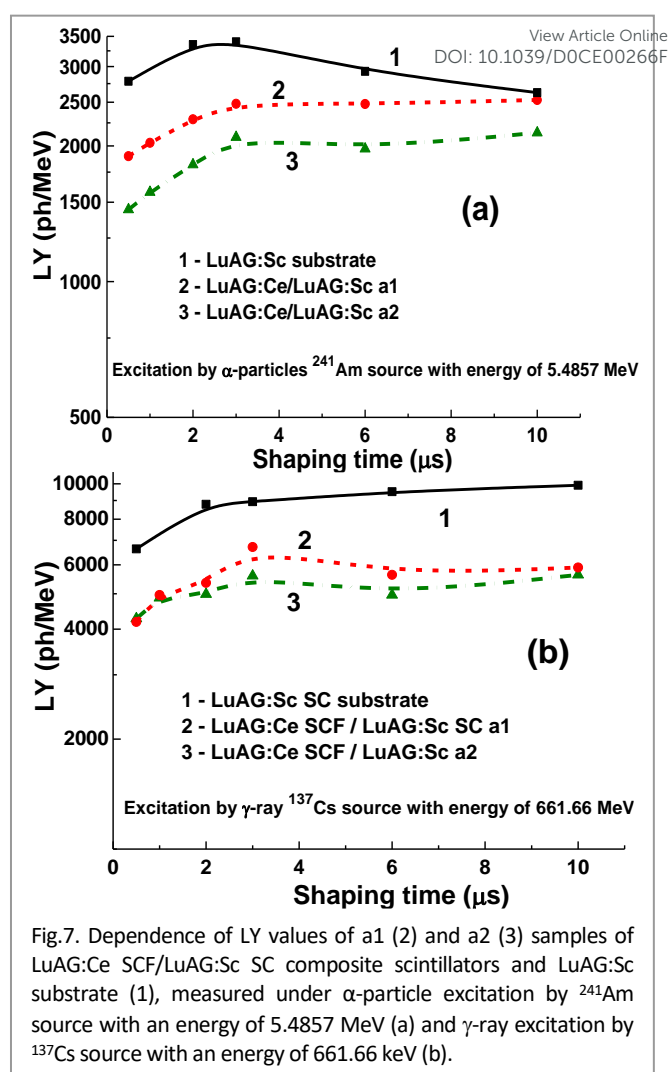 View Article Online
DOI: 10.1039/D0CE00266F
3500
3000
2500
2000
1500
1000
500
LY (ph/MeV)
1
2
3
(a)
1 - LuAG:Sc substrate
2 - LuAG:Ce/LuAG:Sc a1
3 - LuAG:Ce/LuAG:Sc a2
Excitation by α-particles ²⁴¹Am source with energy of 5.4857 MeV
0 2 4 6 8 10
Shaping time (μs)
10000
8000
6000
4000
2000
LY (ph/MeV)
1
2
3
(b)
1 - LuAG:Sc SC substrate
2 - LuAG:Ce SCF / LuAG:Sc SC a1
3 - LuAG:Ce SCF / LuAG:Sc a2
Excitation by γ-ray ¹³⁷Cs source with energy of 661.66 MeV
0 2 4 6 8 10
Shaping time (μs)
Fig.7. Dependence of LY values of a1 (2) and a2 (3) samples of
LuAG:Ce SCF/LuAG:Sc SC composite scintillators and LuAG:Sc
substrate (1), measured under α-particle excitation by ²⁴¹Am
source with an energy of 5.4857 MeV (a) and γ-ray excitation by
¹³⁷Cs source with an energy of 661.66 keV (b).